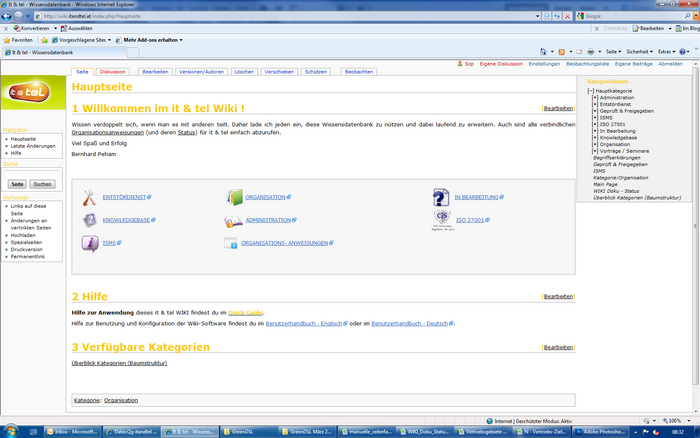 It & tel - Wissensdatenbank - Windows Internet Explorer
http://wiki.itandtel.at/index.php/Hauptseite
Google
Konvertieren Auswählen
Contribute Bearbeiten Im Blog
Favoriten Vorgeschlagene Sites Mehr Add-ons erhalten
It & tel - Wissensdatenbank
Seite Sicherheit Extras
Scp Eigene Diskussion Einstellungen Beobachtungsliste Eigene Beiträge Abmelden
Seite Diskussion Bearbeiten Versionen/Autoren Löschen Verschieben Schützen Beobachten
Navigation
Hauptseite
Letzte Änderungen
Hilfe
Suche
Seite Suchen
Werkzeuge
Links auf diese
Seite
Änderungen an
verlinkten Seiten
Hochladen
Spezialseiten
Druckversion
Permanentlink
Hauptseite
1 Willkommen im it & tel Wiki !
[Bearbeiten]
Wissen verdoppelt sich, wenn man es mit anderen teilt. Daher lade ich jeden ein, diese Wissensdatenbank zu nützen und dabei laufend zu erweitern. Auch sind alle verbindlichen
Organisationsanweisungen (und deren Status) für it & tel einfach abzurufen.
Viel Spaß und Erfolg
Bernhard Peham
ENTSTÖRDIENST ORGANISATION IN BEARBEITUNG
KNOWLEDGEBASE ADMINISTRATION ISO 27001
ISMS ORGANISATIONS- ANWEISUNGEN
2 Hilfe
[Bearbeiten]
Hilfe zur Anwendung dieses it & tel WIKI findest du im Quick-Guide.
Hilfe zur Benutzung und Konfiguration der Wiki-Software findest du im Benutzerhandbuch - Englisch oder im Benutzerhandbuch - Deutsch.
3 Verfügbare Kategorien
[Bearbeiten]
Überblick Kategorien (Baumstruktur)
Kategorie: Organisation
Kategorienbaum
[−] Hauptkategorie
[+] Administration
[+] Entstördienst
[+] Geprüft & Freigegeben
[+] ISMS
[+] ISO 27001
[+] In Bearbeitung
[+] Knowledgebase
[+] Organisation
[+] Vorträge / Seminare
Begriffserklärungen
Geprüft & Freigegeben
ISMS
Kategorie:Organisation
Main Page
WIKI Doku - Status
Überblick Kategorien (Baumstruktur)
Internet | Geschützter Modus: Aktiv
100%
Inbox - Microsoft... It & tel - Wissens... GreenDSL GreenDSL März 2... manuelle_reiterfa... WIKI_Doku_Status... Vertriebsgebiete ... N - Vertriebs-Ziel... Adobe Photosho... 08:32